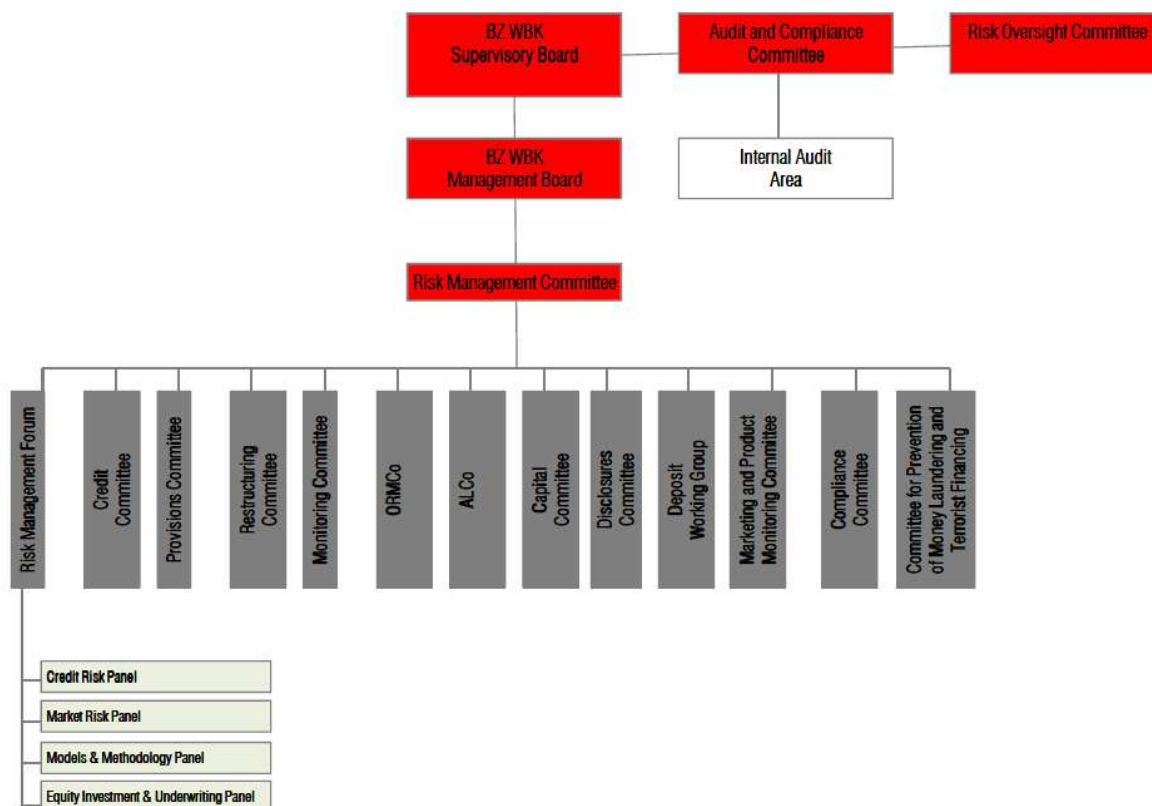 BZ WBK
Supervisory Board
Audit and Compliance
Committee
Risk Oversight Committee
BZ WBK
Management Board
Internal Audit
Area
Risk Management Committee
Risk Management Forum
Credit
Committee
Provisions Committee
Restructuring
Committee
Monitoring Committee
ORMCo
ALCo
Capital
Committee
Disclosures
Committee
Deposit
Working Group
Marketing and Product
Monitoring Committee
Compliance
Committee
Committee for Prevention
of Money Laundering and
Terrorist Financing
Credit Risk Panel
Market Risk Panel
Models & Methodology Panel
Equity Investment & Underwriting Panel